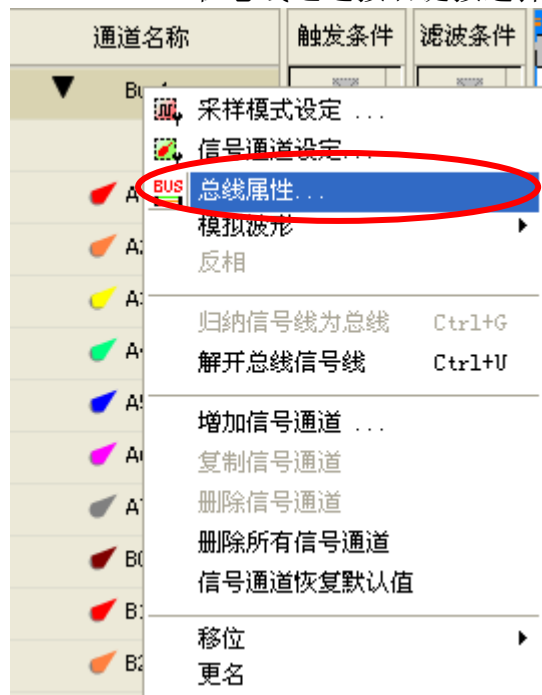 通道名称 触发条件 滤波条件
采样模式设定 ...
信号通道设定...
BUS 总线属性...
模拟波形
反相
归纳信号线为总线 Ctrl+G
解开总线信号线 Ctrl+U
增加信号通道 ...
复制信号通道
删除信号通道
删除所有信号通道
信号通道恢复默认值
移位
更名